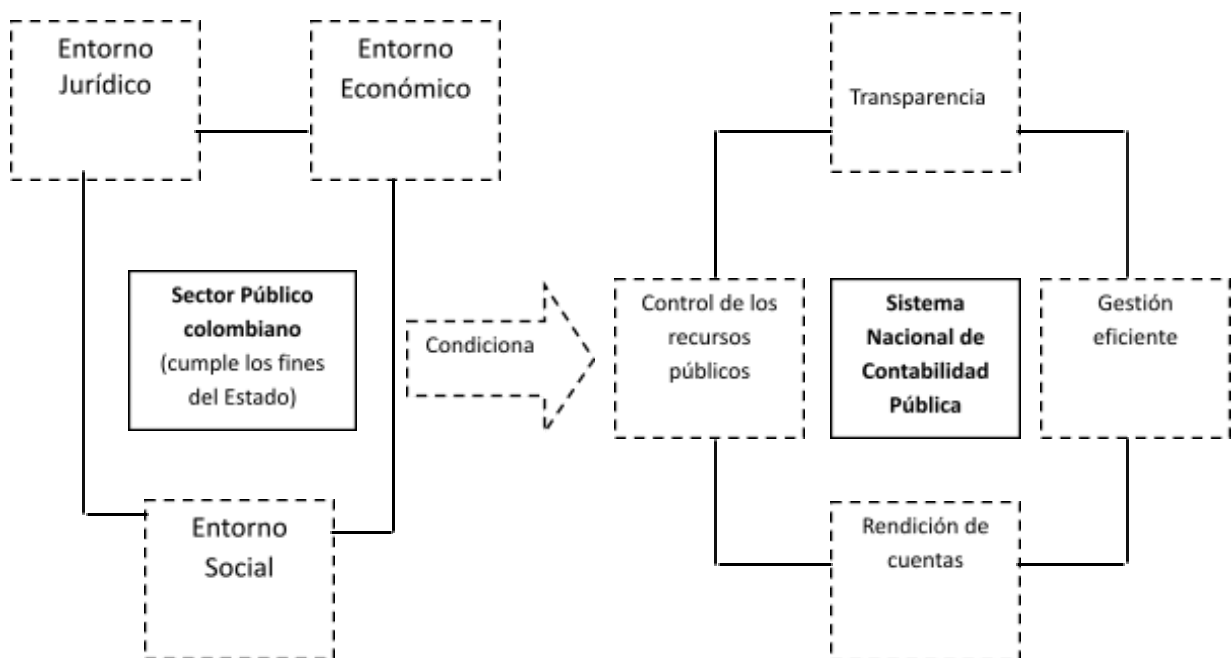 Entorno
Jurídico
Entorno
Económico
Sector Público
colombiano
(cumple los fines
del Estado)
Entorno
Social
Condiciona
Transparencia
Control de los
recursos
públicos
Sistema
Nacional de
Contabilidad
Pública
Gestión
eficiente
Rendición de
cuentas